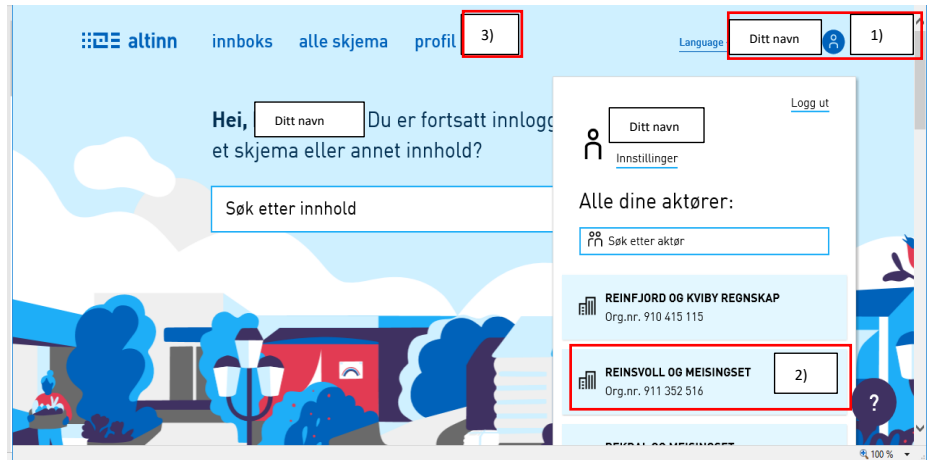 altinn innboks alle skjema profil 3) Language Ditt navn 1)
Logg ut
Hei, Ditt navn Du er fortsatt innlogg
et skjema eller annet innhold?
Ditt navn
Innstillinger
Søk etter innhold
Alle dine aktører:
Søk etter aktør
REINFJORD OG KVIBY REGNSKAP
Org.nr. 910 415 115
REINSVOLL OG MEISINGSET
Org.nr. 911 352 516
2)
?
100 %